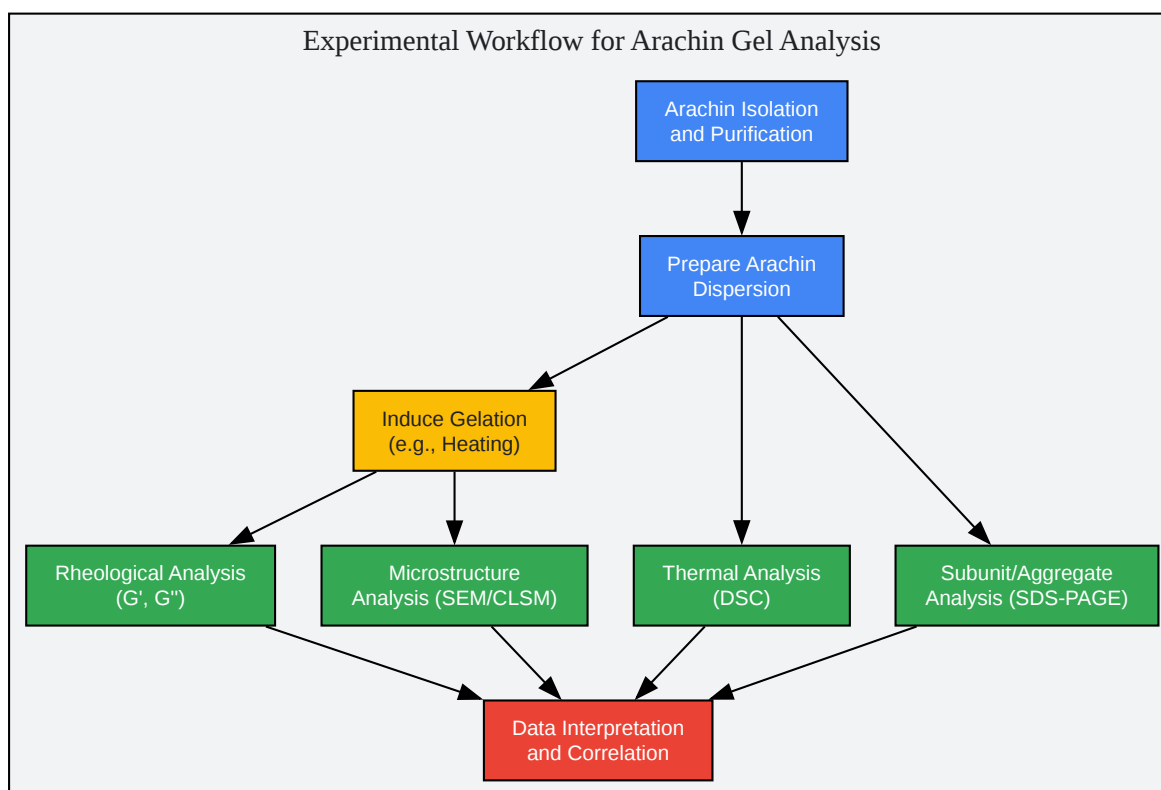 Experimental Workflow for Arachin Gel Analysis
Arachin Isolation
and Purification
Prepare Arachin
Dispersion
Induce Gelation
(e.g., Heating)
Rheological Analysis
(G', G'')
Microstructure
Analysis (SEM/CLSM)
Thermal Analysis
(DSC)
Subunit/Aggregate
Analysis (SDS-PAGE)
Data Interpretation
and Correlation